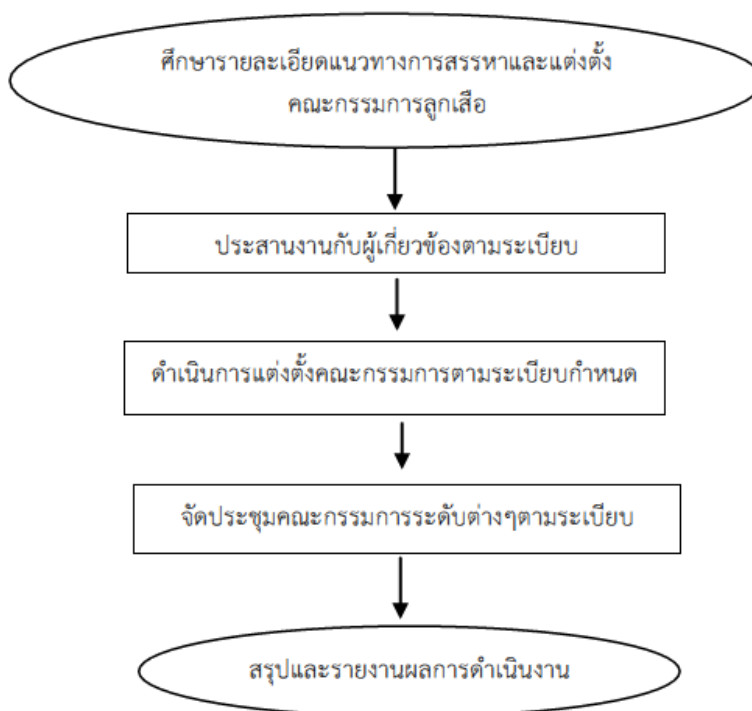 ศึกษารายละเอียดแนวทางการสรรหาและแต่งตั้ง
คณะกรรมการลูกเสือ
ประสานงานกับผู้เกี่ยวข้องตามระเบียบ
ดำเนินการแต่งตั้งคณะกรรมการตามระเบียบกำหนด
จัดประชุมคณะกรรมการระดับต่างๆตามระเบียบ
สรุปและรายงานผลการดำเนินงาน